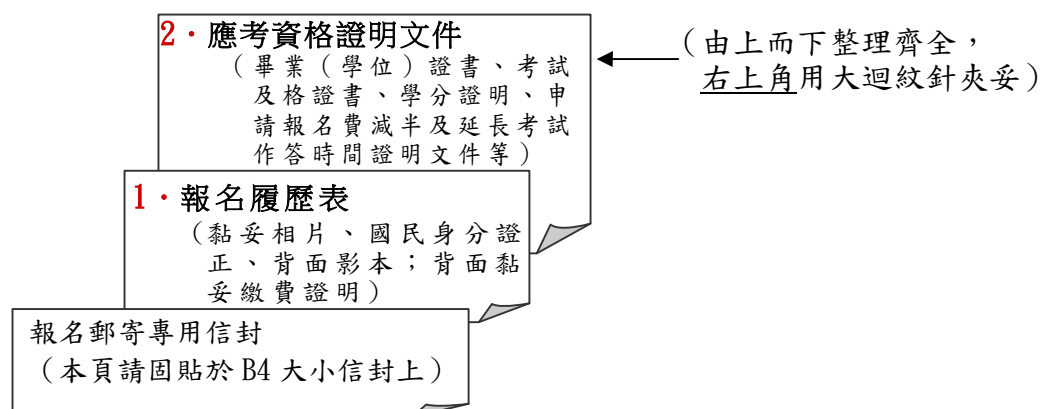 2．應考資格證明文件
（畢業（學位）證書、考試
及格證書、學分證明、申
請報名費減半及延長考試
作答時間證明文件等）
（由上而下整理齊全，
右上角用大迴紋針夾妥）
1．報名履歷表
（黏妥相片、國民身分證
正、背面影本；背面黏
妥繳費證明）
報名郵寄專用信封
（本頁請固貼於 B4 大小信封上）